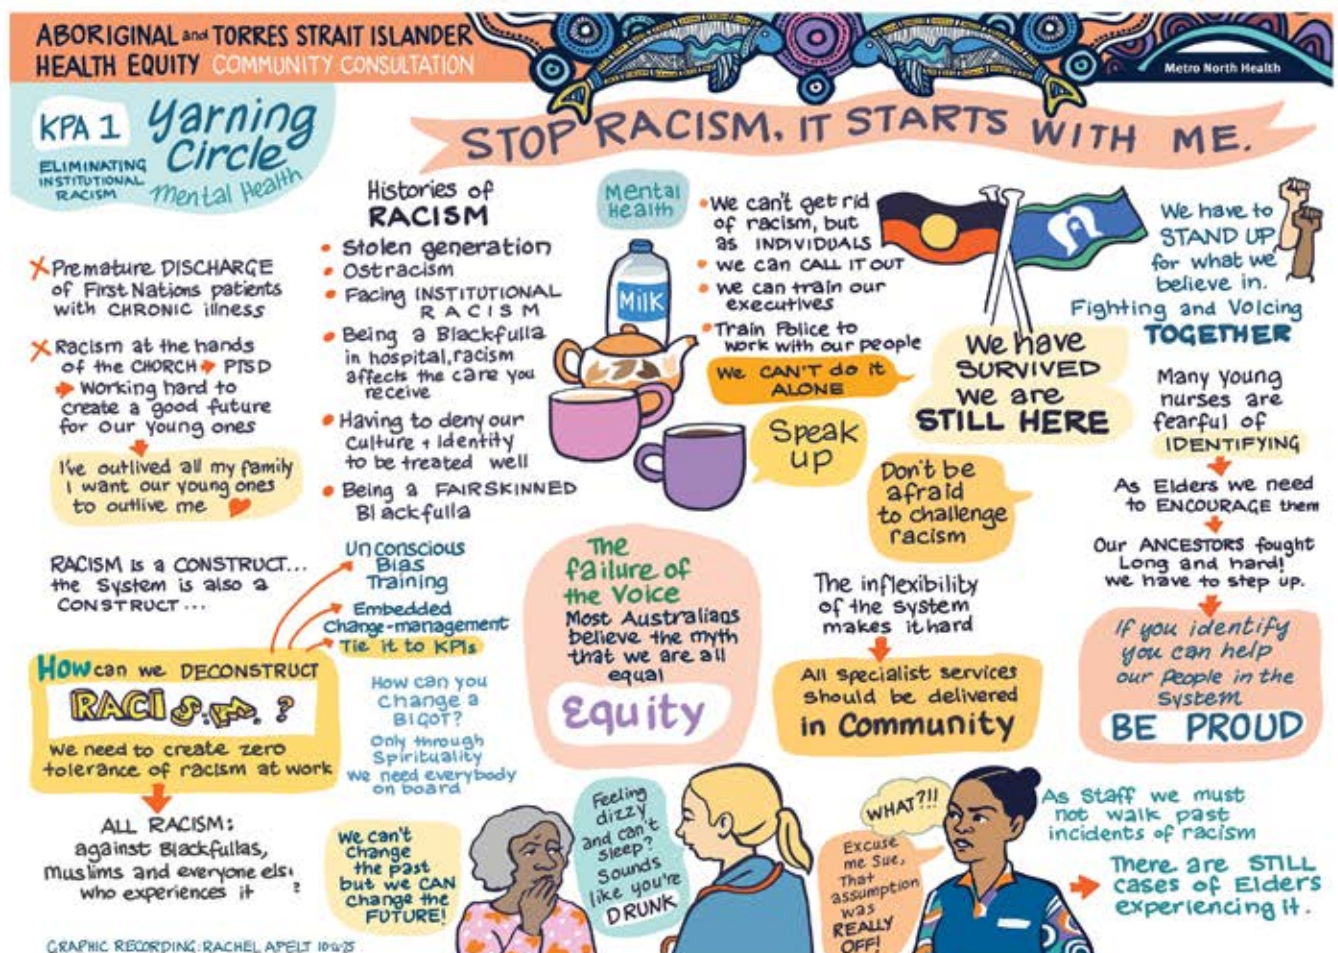 ABORIGINAL and TORRES STRAIT ISLANDER
HEALTH EQUITY COMMUNITY CONSULTATION
Metro North Health
KPA 1
ELIMINATING
INSTITUTIONAL
RACISM
Yarning
Circle
Mental Health
STOP RACISM. IT STARTS WITH ME.
X Premature DISCHARGE
of First Nations patients
with CHRONIC illness
X Racism at the hands
of the CHURCH PTSD
Working hard to
create a good future
for our young ones
I've outlived all my family
I want our young ones
to outlive me
RACISM is a CONSTRUCT...
the System is also a
CONSTRUCT...
How can we DECONSTRUCT
RACISM. ?
We need to create zero
tolerance of racism at work
ALL RACISM:
against Blackfullas,
Muslims and everyone else
who experiences it
Histories of
RACISM
• Stolen generation
• Ostracism
• Facing INSTITUTIONAL
RACISM
• Being a Blackfulla
in hospital, racism
affects the care you
receive
• Having to deny our
Culture + Identity
to be treated well
• Being a FAIRSKINNED
Blackfulla
Unconscious
Bias
Training
Embedded
Change-management
Tie it to KPIs
How can you
Change a
BIGOT?
Only through
Spirituality
We need everybody
on board
We can't
Change
the past
but we CAN
change the
FUTURE!
Mental
Health
MILK
• We can't get rid
of racism, but
as INDIVIDUALS
• we can CALL IT OUT
• we can train our
executives
• Train Police to
work with our people
We CAN'T do it
ALONE
Speak
up
The
failure of
the Voice
Most Australians
believe the myth
that we are all
equal
Equity
We have
SURVIVED
We are
STILL HERE
Don't be
afraid
to challenge
racism
The inflexibility
of the system
makes it hard
All specialist services
should be delivered
in Community
We have to
STAND UP
for what we
believe in.
Fighting and Voicing
TOGETHER
Many young
nurses are
fearful of
IDENTIFYING
As Elders we need
to ENCOURAGE them
Our ANCESTORS fought
Long and hard!
We have to step up.
If you identify
you can help
our People in the
System
BE PROUD
Feeling
dizzy
and can't
sleep?
Sounds
like you're
DRUNK
WHAT?!!
Excuse
me Sue,
That
assumption
was
REALLY
OFF!
As Staff we must
not walk past
incidents of racism
There are STILL
cases of Elders
experiencing it.
GRAPHIC RECORDING: RACHEL APELT